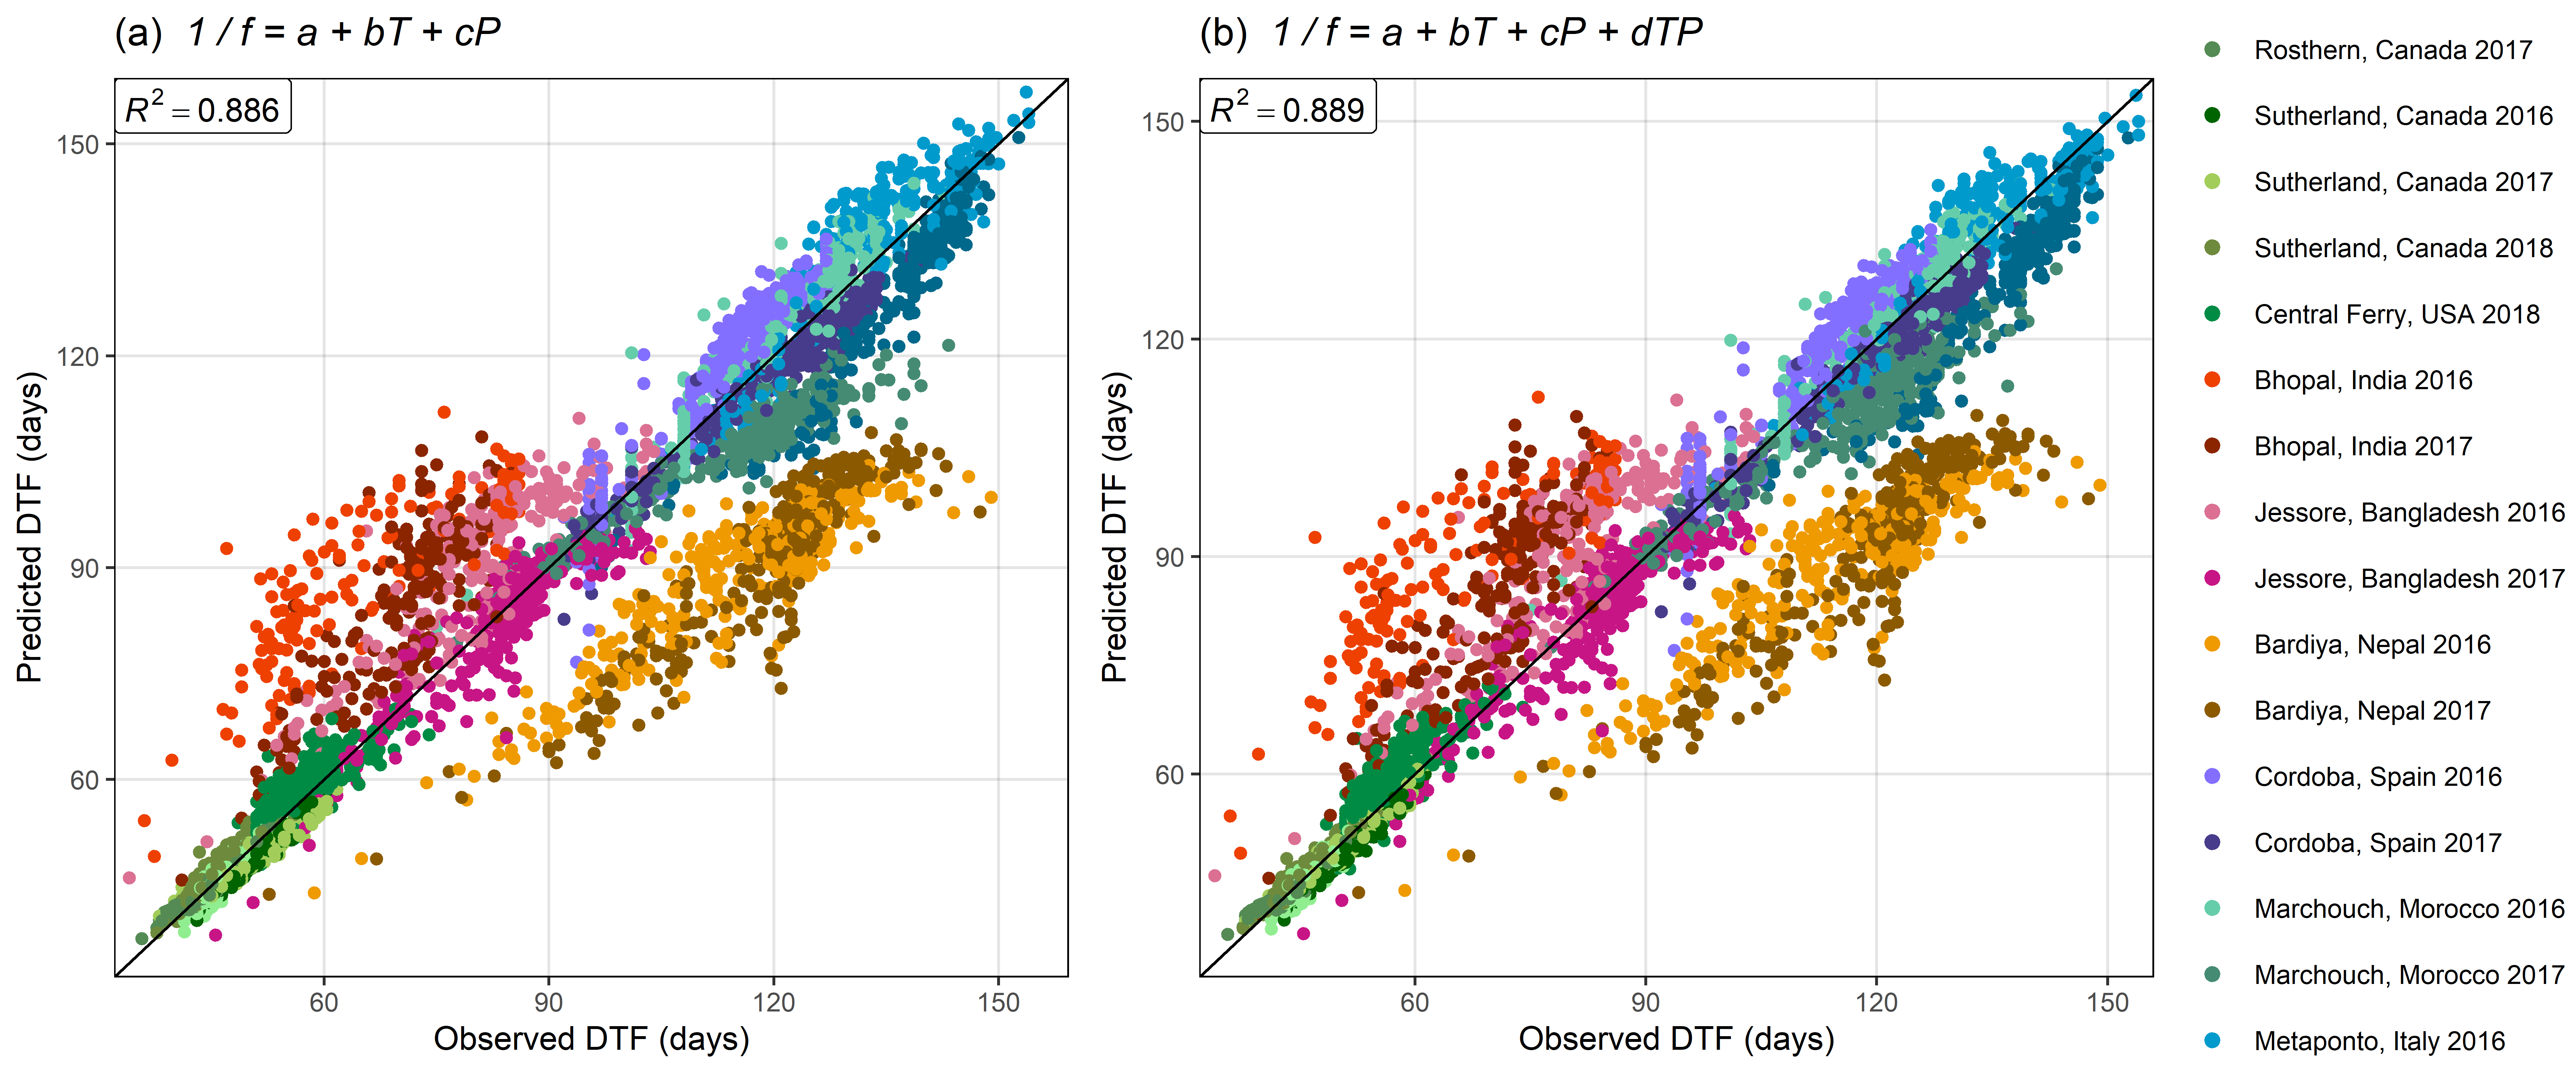 (a) 1 / f = a + bT + cP
R² = 0.886
150
120
90
60
Predicted DTF (days)
60 90 120 150
Observed DTF (days)
(b) 1 / f = a + bT + cP + dTP
R² = 0.889
150
120
90
60
Predicted DTF (days)
60 90 120 150
Observed DTF (days)
Rosthern, Canada 2017
Sutherland, Canada 2016
Sutherland, Canada 2017
Sutherland, Canada 2018
Central Ferry, USA 2018
Bhopal, India 2016
Bhopal, India 2017
Jessore, Bangladesh 2016
Jessore, Bangladesh 2017
Bardiya, Nepal 2016
Bardiya, Nepal 2017
Cordoba, Spain 2016
Cordoba, Spain 2017
Marchouch, Morocco 2016
Marchouch, Morocco 2017
Metaponto, Italy 2016